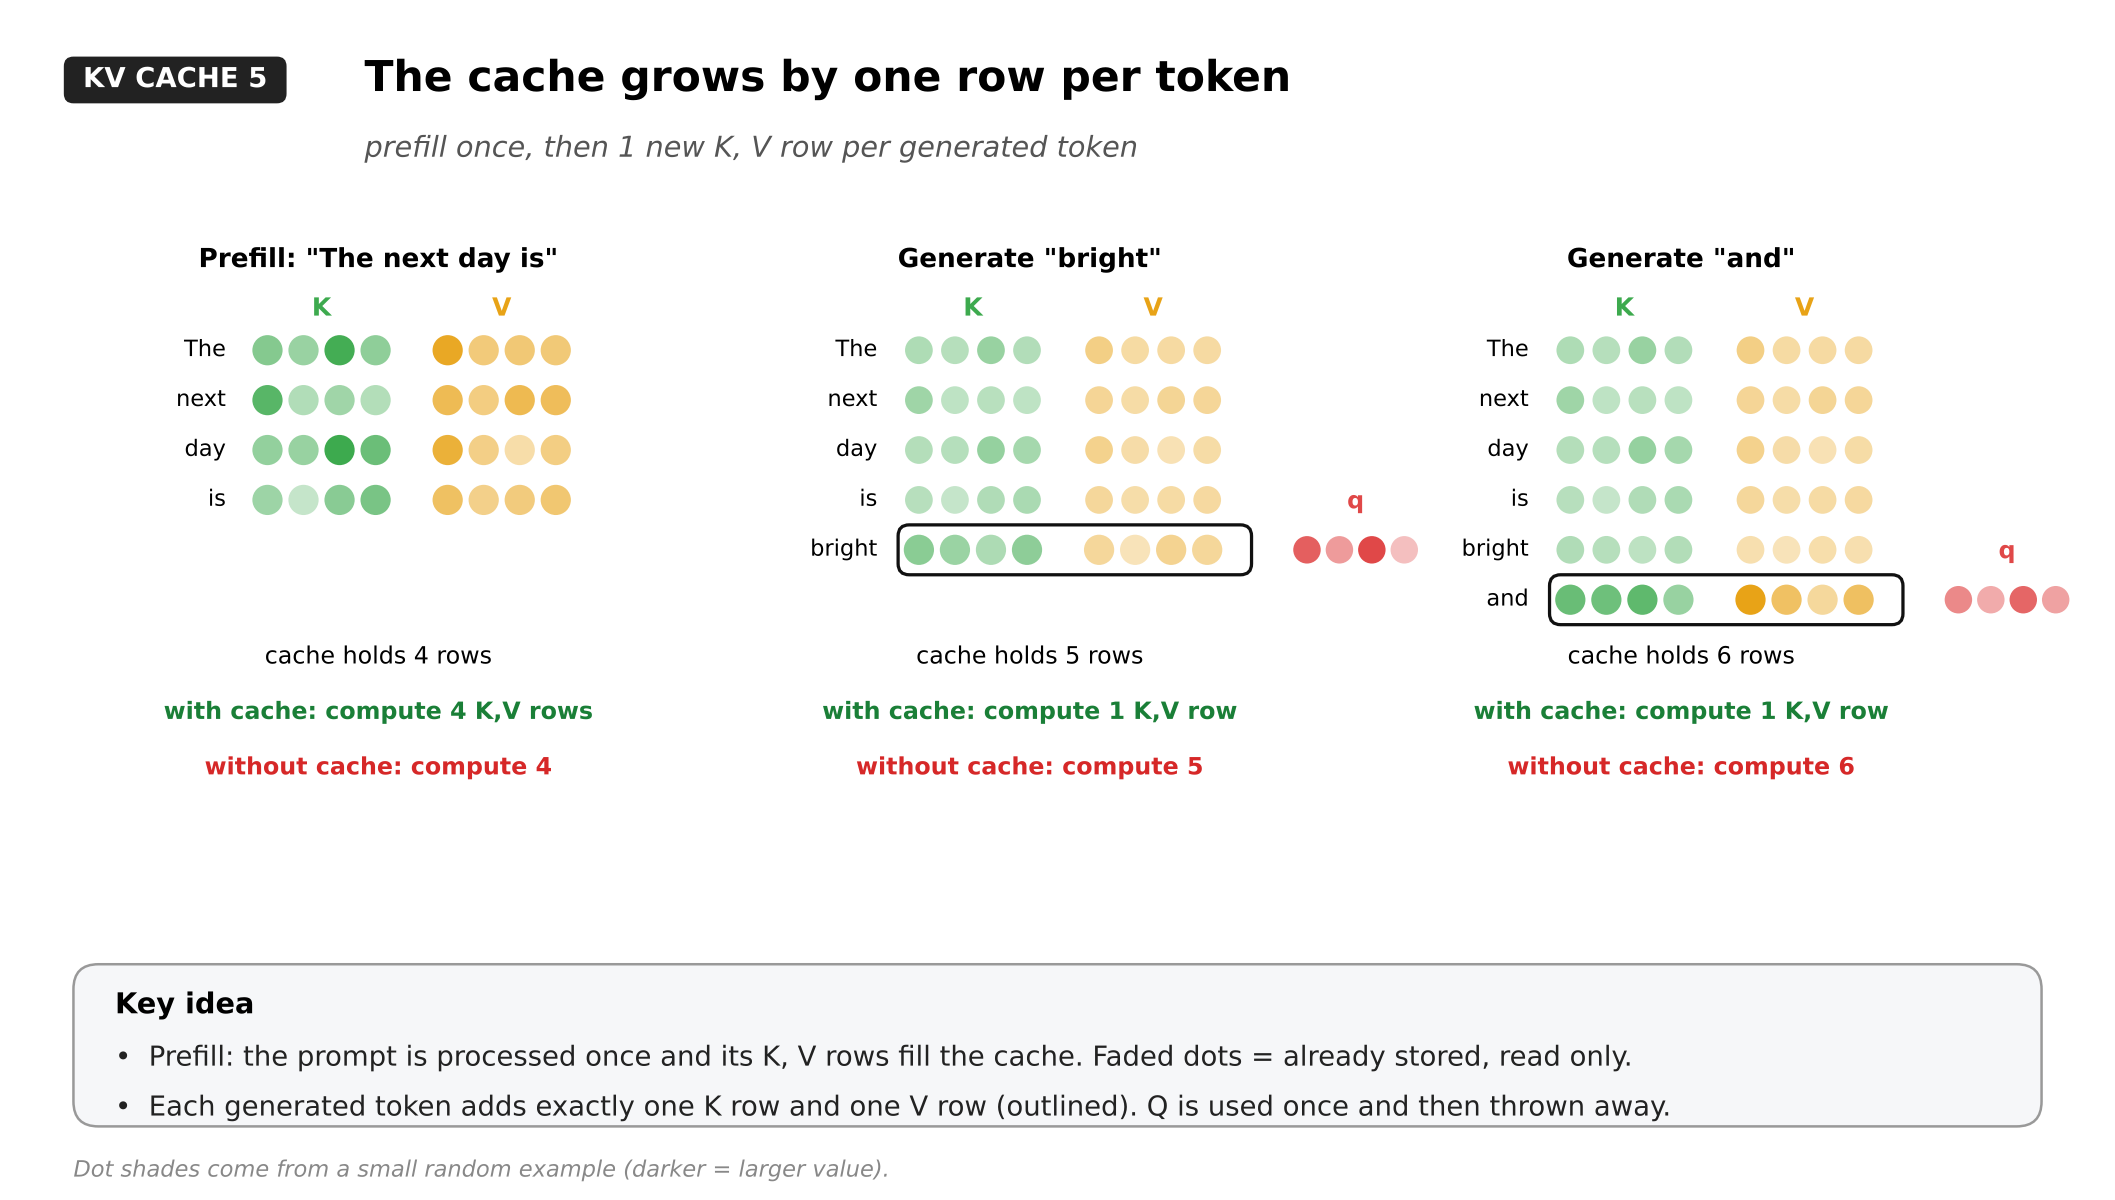 KV CACHE 5
The cache grows by one row per token
prefill once, then 1 new K, V row per generated token
Prefill: "The next day is"
K V
The
next
day
is
cache holds 4 rows
with cache: compute 4 K,V rows
without cache: compute 4
Generate "bright"
K V
The
next
day
is
q
bright
cache holds 5 rows
with cache: compute 1 K,V row
without cache: compute 5
Generate "and"
K V
The
next
day
is
bright
q
and
cache holds 6 rows
with cache: compute 1 K,V row
without cache: compute 6
Key idea
• Prefill: the prompt is processed once and its K, V rows fill the cache. Faded dots = already stored, read only.
• Each generated token adds exactly one K row and one V row (outlined). Q is used once and then thrown away.
Dot shades come from a small random example (darker = larger value).